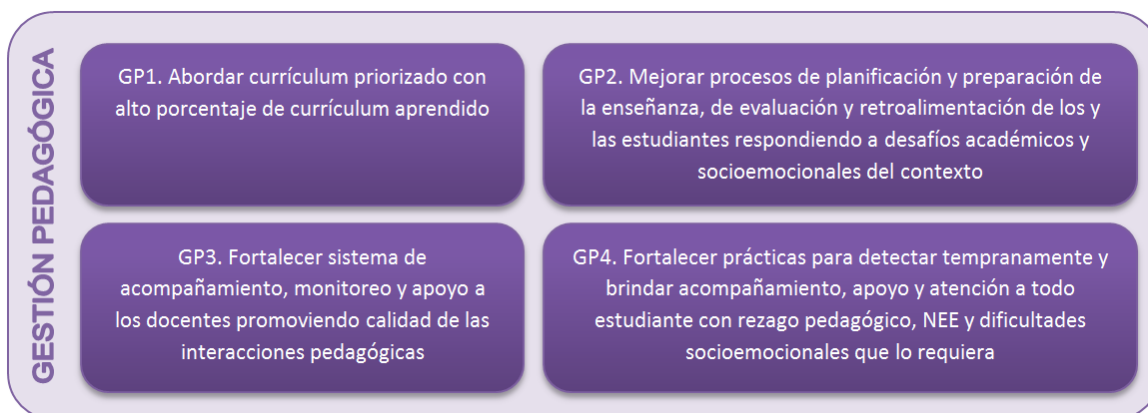 GESTIÓN PEDAGÓGICA
GP1. Abordar currículum priorizado con
alto porcentaje de currículum aprendido
GP2. Mejorar procesos de planificación y preparación de
la enseñanza, de evaluación y retroalimentación de los y
las estudiantes respondiendo a desafíos académicos y
socioemocionales del contexto
GP3. Fortalecer sistema de
acompañamiento, monitoreo y apoyo a
los docentes promoviendo calidad de las
interacciones pedagógicas
GP4. Fortalecer prácticas para detectar tempranamente y
brindar acompañamiento, apoyo y atención a todo
estudiante con rezago pedagógico, NEE y dificultades
socioemocionales que lo requiera